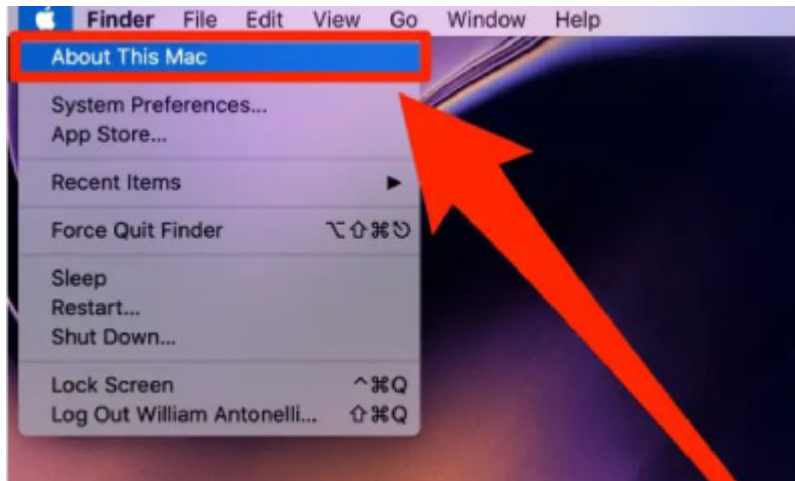 Finder File Edit View Go Window Help
About This Mac
System Preferences...
App Store...
Recent Items ▶
Force Quit Finder ⌥⇧⌘⎋
Sleep
Restart...
Shut Down...
Lock Screen ^⌘Q
Log Out William Antonelli... ⇧⌘Q